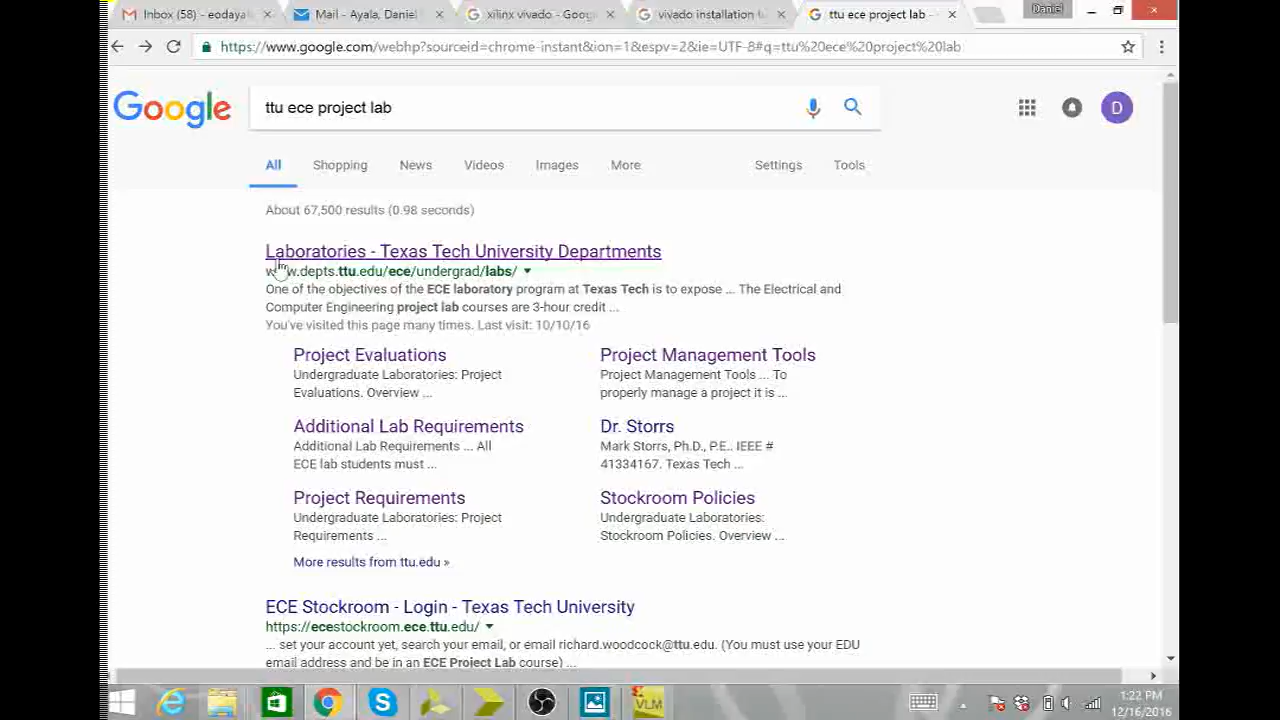 Inbox (58) - eodaya
Mail - Ayala, Daniel
xilinx vivado - Goog
vivado installation f
ttu ece project lab -
Daniel
https://www.google.com/webhp?sourceid=chrome-instant&ion=1&espv=2&ie=UTF-8#q=ttu%20ece%20project%20lab
Google
ttu ece project lab
D
All Shopping News Videos Images More Settings Tools
About 67,500 results (0.98 seconds)
Laboratories - Texas Tech University Departments
www.depts.ttu.edu/ece/undergrad/labs/
One of the objectives of the ECE laboratory program at Texas Tech is to expose ... The Electrical and
Computer Engineering project lab courses are 3-hour credit ...
You've visited this page many times. Last visit: 10/10/16
Project Evaluations
Undergraduate Laboratories: Project
Evaluations. Overview ...
Project Management Tools
Project Management Tools ... To
properly manage a project it is ...
Additional Lab Requirements
Additional Lab Requirements ... All
ECE lab students must ...
Dr. Storrs
Mark Storrs, Ph.D., P.E.. IEEE #
41334167. Texas Tech ...
Project Requirements
Undergraduate Laboratories: Project
Requirements ...
Stockroom Policies
Undergraduate Laboratories:
Stockroom Policies. Overview ...
More results from ttu.edu »
ECE Stockroom - Login - Texas Tech University
https://ecestockroom.ece.ttu.edu/
... set your account yet, search your email, or email richard.woodcock@ttu.edu. (You must use your EDU
email address and be in an ECE Project Lab course) ...
VLM
1:22 PM
12/16/2016